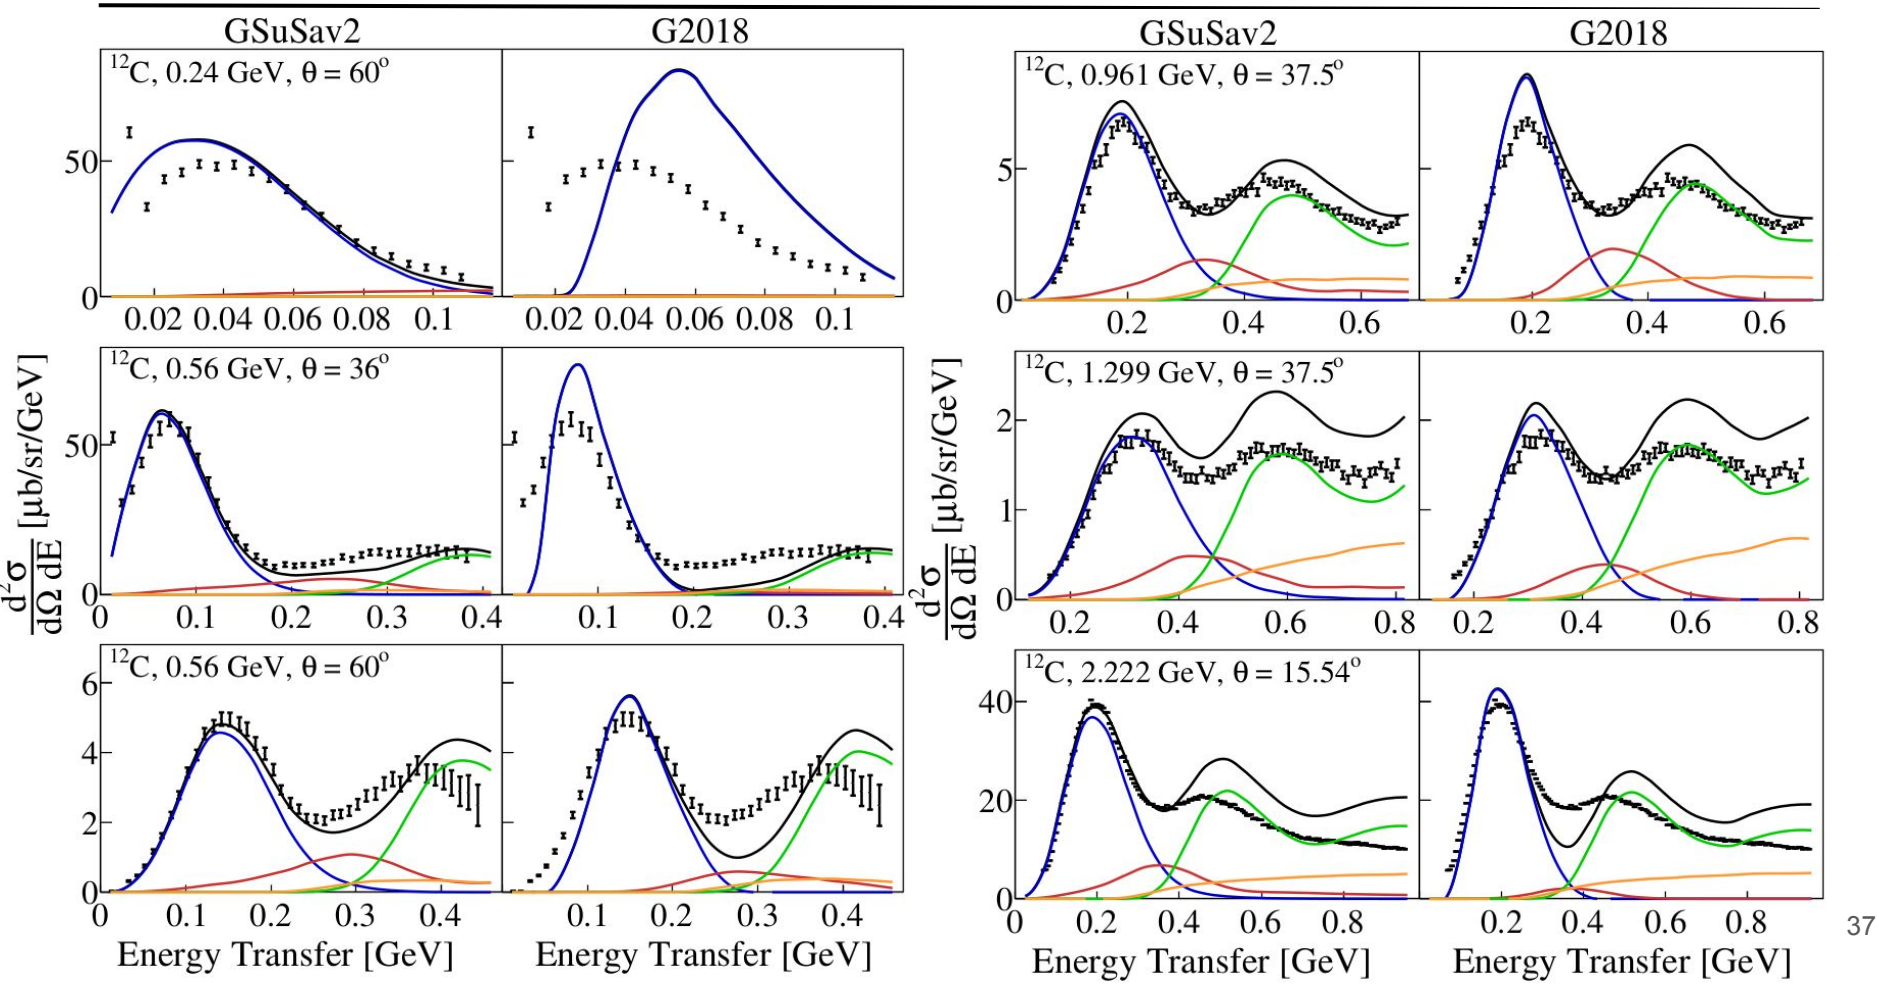 GSuSav2 G2018 GSuSav2 G2018
¹²C, 0.24 GeV, θ = 60°
50
0
0.02 0.04 0.06 0.08 0.1 0.02 0.04 0.06 0.08 0.1
¹²C, 0.56 GeV, θ = 36°
50
0
0 0.1 0.2 0.3 0.4 0.1 0.2 0.3 0.4
¹²C, 0.56 GeV, θ = 60°
6
4
2
0
0 0.1 0.2 0.3 0.4 0.1 0.2 0.3 0.4
Energy Transfer [GeV] Energy Transfer [GeV]
d²σ
dΩ dE [μb/sr/GeV]
¹²C, 0.961 GeV, θ = 37.5°
5
0
0.2 0.4 0.6 0.2 0.4 0.6
¹²C, 1.299 GeV, θ = 37.5°
2
1
0
0.2 0.4 0.6 0.8 0.2 0.4 0.6 0.8
¹²C, 2.222 GeV, θ = 15.54°
40
20
0
0 0.2 0.4 0.6 0.8 0.2 0.4 0.6 0.8
Energy Transfer [GeV] Energy Transfer [GeV]
d²σ
dΩ dE [μb/sr/GeV]
37